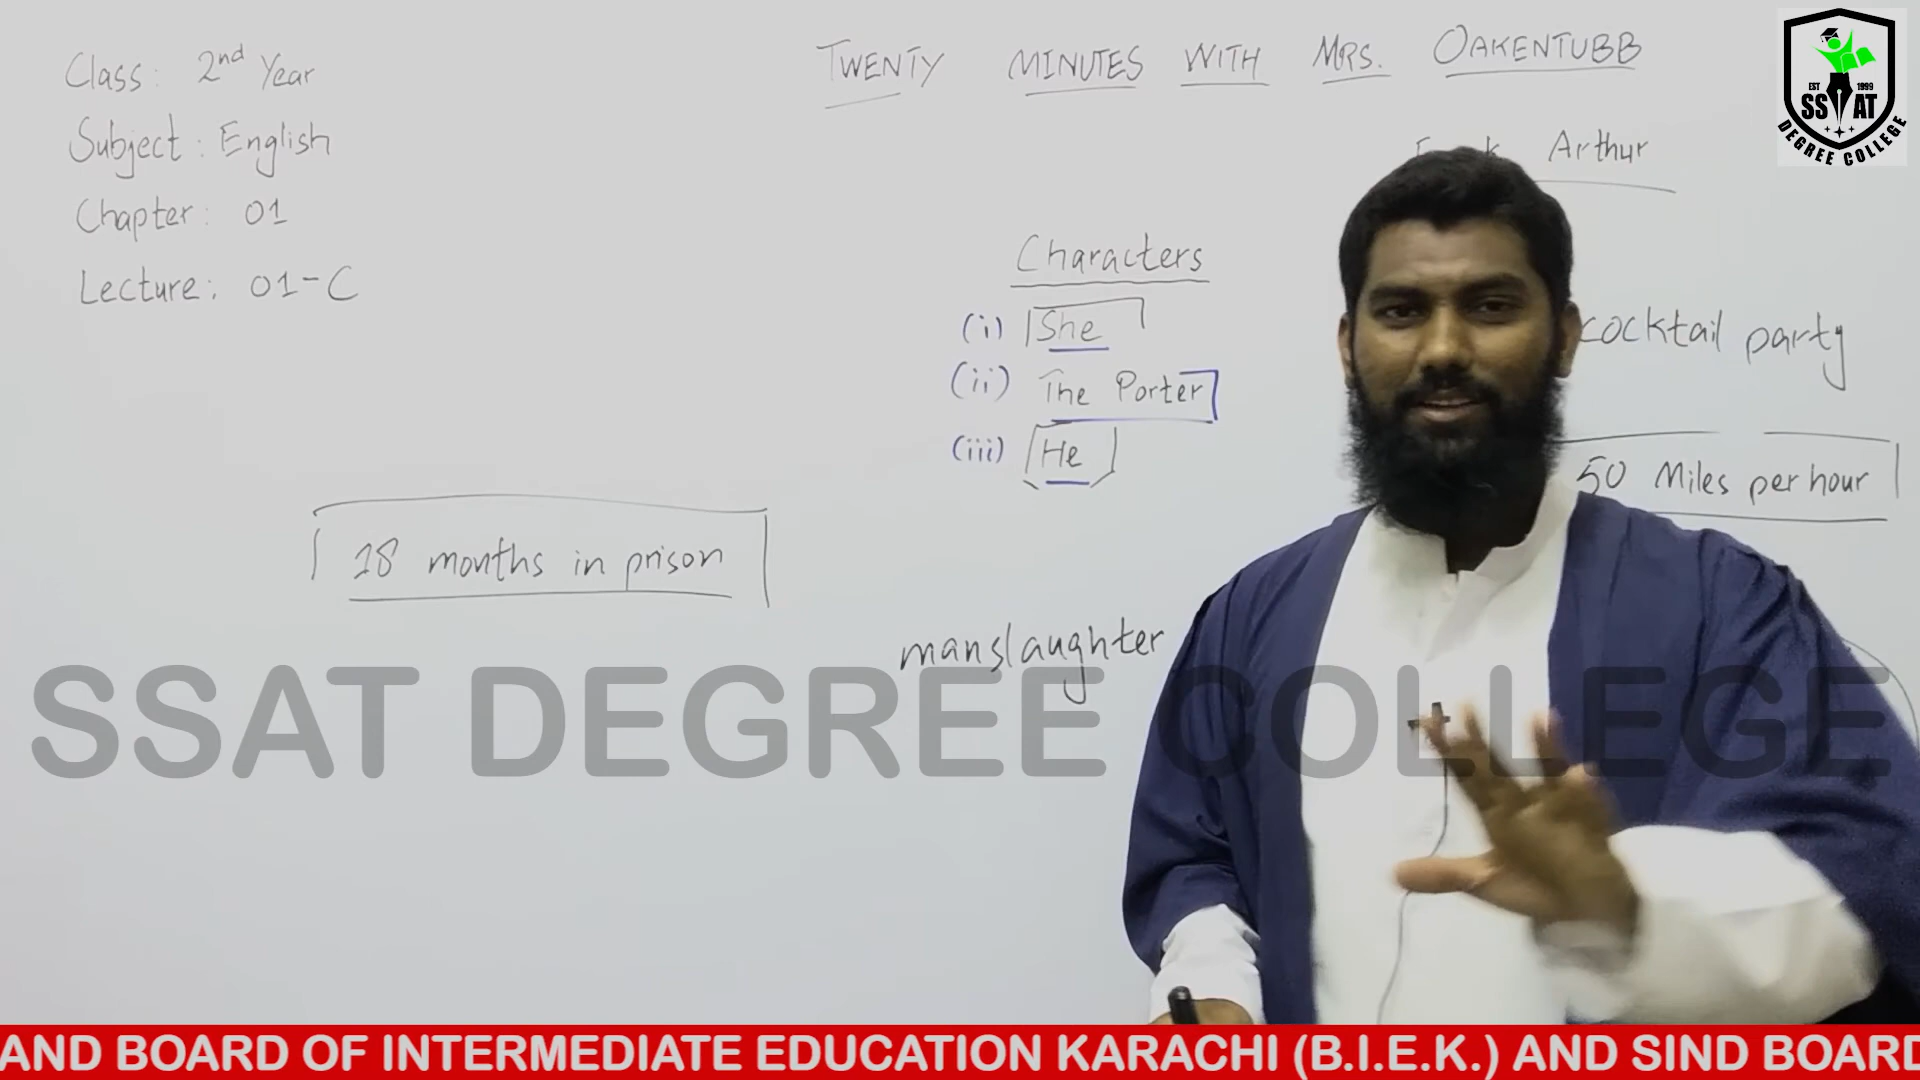 Class: 2nd Year
Subject: English
Chapter: 01
Lecture: 01-C
TWENTY MINUTES WITH MRS. OAKENTUBB
Arthur
Characters
(i) She
(ii) The Porter
(iii) He
cocktail party
50 Miles per hour
18 months in prison
manslaughter
EST 1999
SSAT
DEGREE COLLEGE
SSAT DEGREE COLLEGE
AND BOARD OF INTERMEDIATE EDUCATION KARACHI (B.I.E.K.) AND SIND BOARD